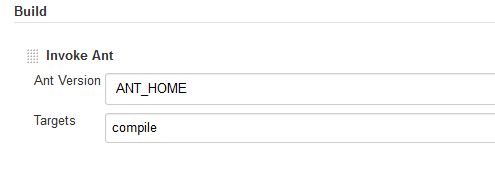 Build
Invoke Ant
Ant Version ANT_HOME
Targets compile